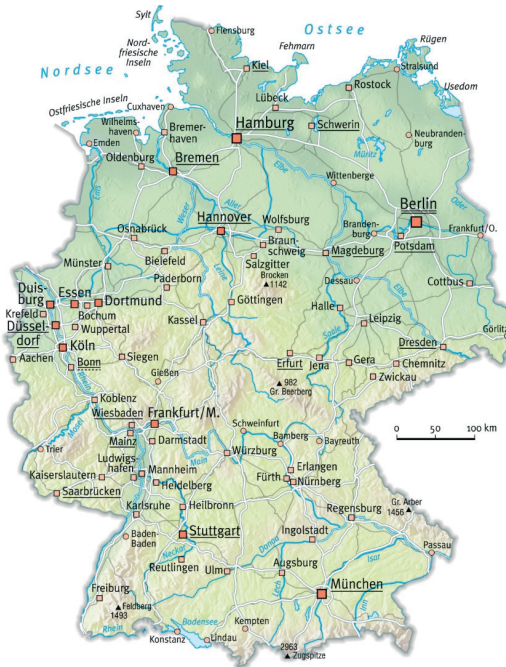 Sylt
Flensburg
Ostsee
Nord-
friesische
Inseln
Fehmarn
Rügen
Nordsee
Kiel
Stralsund
Rostock
Usedom
Ostfriesische Inseln
Cuxhaven
Lübeck
Wilhelms-
haven
Bremer-
haven
Hamburg
Schwerin
Neubranden-
burg
Emden
Müritz
Oldenburg
Bremen
Elbe
Wittenberge
Ems
Weser
Aller
Berlin
Oder
Osnabrück
Hannover
Wolfsburg
Branden-
burg
Frankfurt/O.
Braun-
schweig
Magdeburg
Potsdam
Münster
Bielefeld
Salzgitter
Brocken
1142
Paderborn
Leine
Dessau
Elbe
Cottbus
Duis-
burg
Essen
Dortmund
Göttingen
Halle
Krefeld
Bochum
Wuppertal
Kassel
Leipzig
Düssel-
dorf
Saale
Görlitz
Köln
Dresden
Aachen
Bonn
Siegen
Erfurt
Jena
Gera
Chemnitz
Zwickau
Gießen
982
Gr. Beerberg
Rhein
Koblenz
Wiesbaden
Frankfurt/M.
Mosel
Schweinfurt
0
50
100 km
Mainz
Darmstadt
Main
Bamberg
Bayreuth
Trier
Würzburg
Ludwigs-
hafen
Mannheim
Erlangen
Kaiserslautern
Heidelberg
Fürth
Nürnberg
Saarbrücken
Gr. Arber
1456
Karlsruhe
Heilbronn
Regensburg
Baden-
Baden
Stuttgart
Ingolstadt
Passau
Neckar
Donau
Isar
Reutlingen
Ulm
Augsburg
Freiburg
Lech
München
Inn
Feldberg
1493
Rhein
Bodensee
Kempten
Konstanz
Lindau
2963
Zugspitze